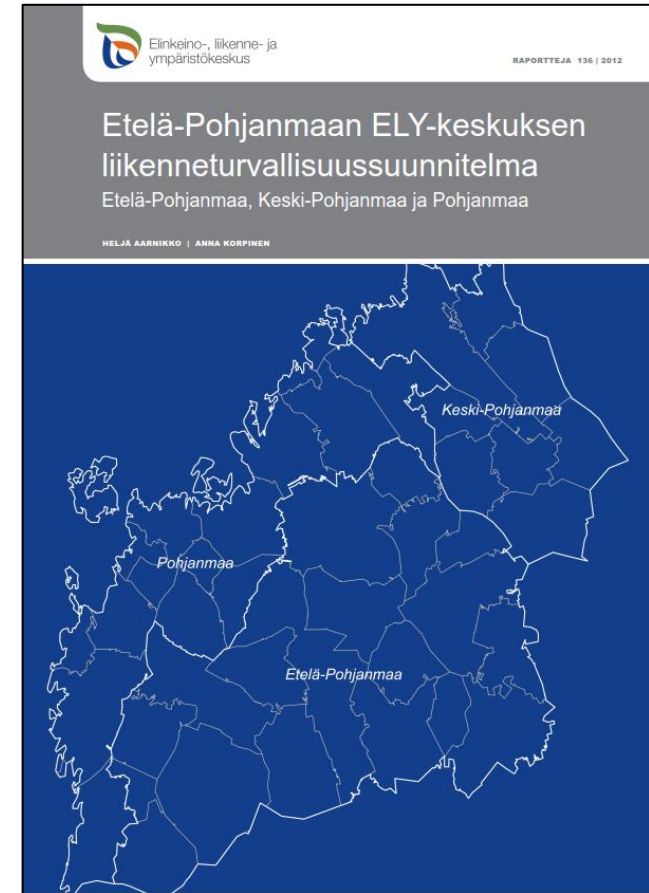 Elinkeino-, liikenne- ja
ympäristökeskus
RAPORTTEJA 136 | 2012
Etelä-Pohjanmaan ELY-keskuksen
liikenneturvallisuussuunnitelma
Etelä-Pohjanmaa, Keski-Pohjanmaa ja Pohjanmaa
HELJÄ AARNIKKO | ANNA KORPINEN
Keski-Pohjanmaa
Pohjanmaa
Etelä-Pohjanmaa